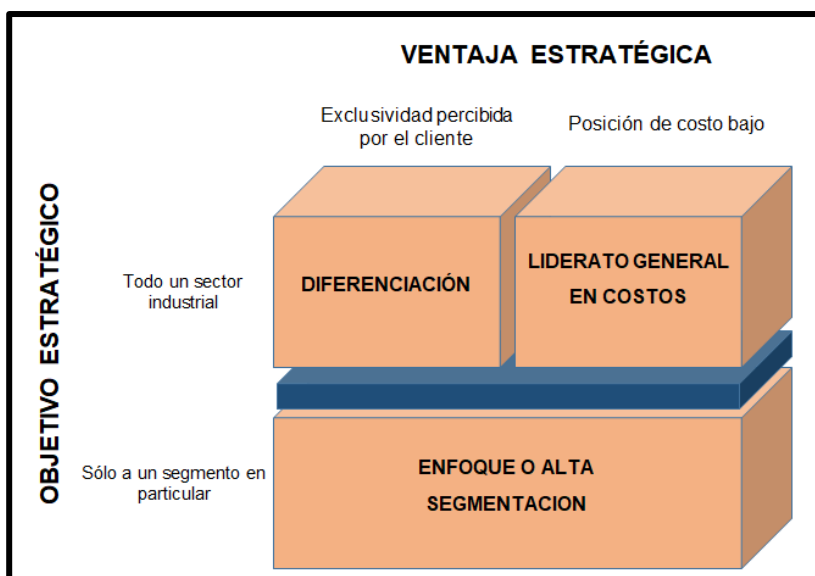 VENTAJA ESTRATÉGICA
Exclusividad percibida
por el cliente
Posición de costo bajo
OBJETIVO ESTRATÉGICO
Todo un sector
industrial
DIFERENCIACIÓN
LIDERATO GENERAL
EN COSTOS
Sólo a un segmento en
particular
ENFOQUE O ALTA
SEGMENTACION